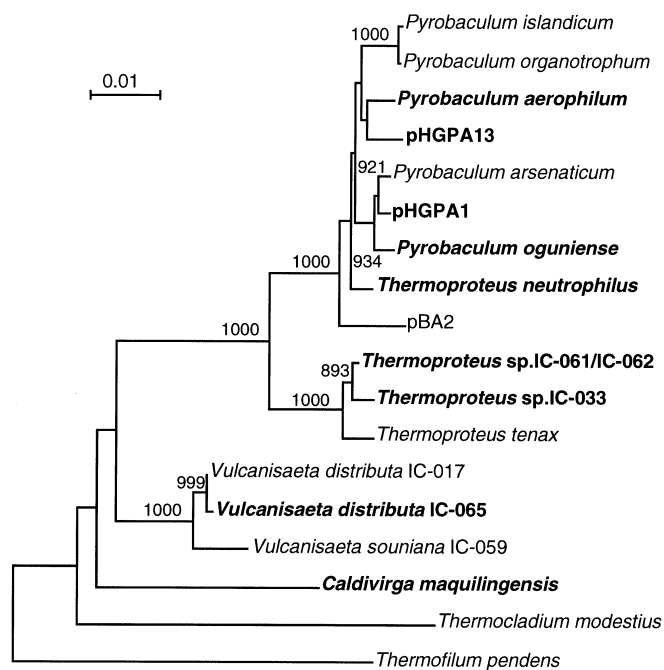 Pyrobaculum islandicum
1000
Pyrobaculum organotrophum
0.01
Pyrobaculum aerophilum
pHGPA13
921
Pyrobaculum arsenaticum
pHGPA1
Pyrobaculum oguniense
1000
934
Thermoproteus neutrophilus
pBA2
1000
Thermoproteus sp.IC-061/IC-062
893
1000
Thermoproteus sp.IC-033
Thermoproteus tenax
Vulcanisaeta distributa IC-017
999
1000
Vulcanisaeta distributa IC-065
Vulcanisaeta souniana IC-059
Caldivirga maquilingensis
Thermocladium modestius
Thermofilum pendens